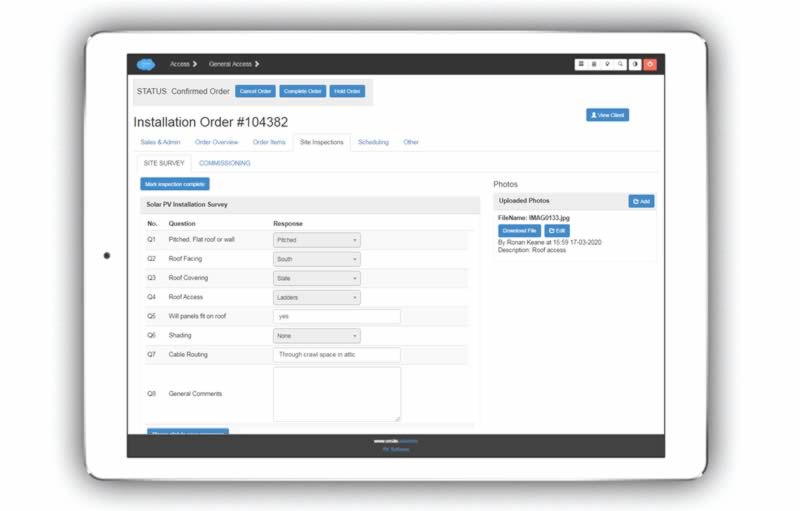 Access
General Access
STATUS: Confirmed Order
Cancel Order
Complete Order
Hold Order
Installation Order #104382
View Client
Sales & Admin
Order Overview
Order Items
Site Inspections
Scheduling
Other
SITE SURVEY
COMMISSIONING
Mark inspection complete
Photos
Solar PV Installation Survey
Uploaded Photos
Add
No. Question Response
FileName: IMAG0133.jpg
Download File
Edit
By Ronan Keane at 15:59 17-03-2020
Description: Roof access
Q1 Pitched, Flat roof or wall Pitched
Q2 Roof Facing South
Q3 Roof Covering Slate
Q4 Roof Access Ladders
Q5 Will panels fit on roof yes
Q6 Shading None
Q7 Cable Routing Through crawl space in attic
Q8 General Comments